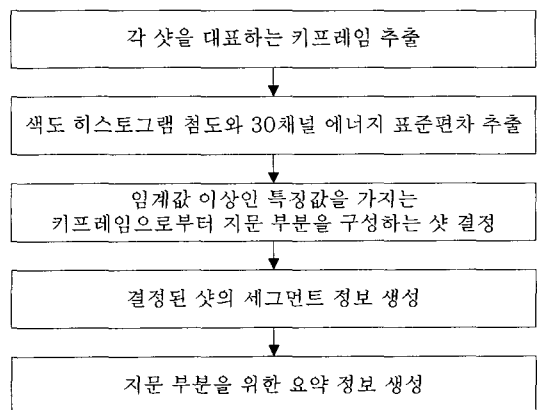 각 샷을 대표하는 키프레임 추출
색도 히스토그램 첨도와 30채널 에너지 표준편차 추출
임계값 이상인 특징값을 가지는
키프레임으로부터 지문 부분을 구성하는 샷 결정
결정된 샷의 세그먼트 정보 생성
지문 부분을 위한 요약 정보 생성